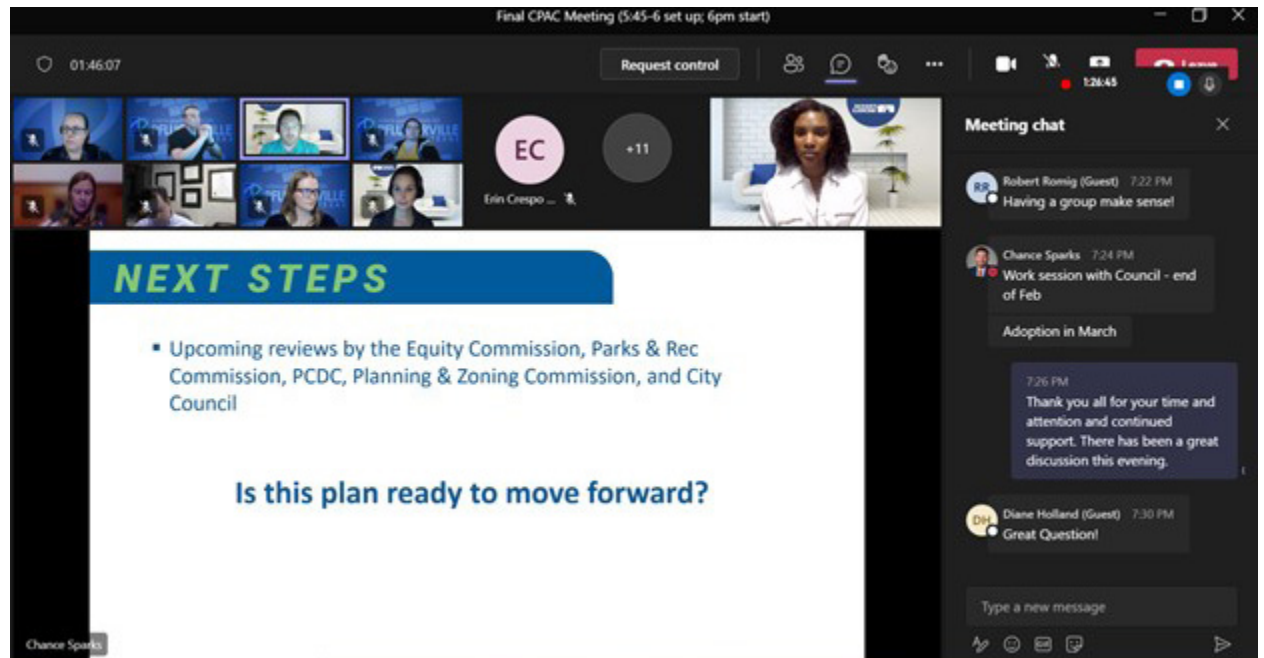 Final CPAC Meeting (5:45-6 set up; 6pm start)
01:46:07
Request control
Leave
1:26:45
EC
+11
Erin Crespo ...
Meeting chat
RR
Robert Romig (Guest) 7:22 PM
Having a group make sense!
Chance Sparks 7:24 PM
Work session with Council - end
of Feb
Adoption in March
7:26 PM
Thank you all for your time and
attention and continued
support. There has been a great
discussion this evening.
DH
Diane Holland (Guest) 7:30 PM
Great Question!
Type a new message
GIF
NEXT STEPS
▪ Upcoming reviews by the Equity Commission, Parks & Rec
Commission, PCDC, Planning & Zoning Commission, and City
Council
Is this plan ready to move forward?
Chance Sparks